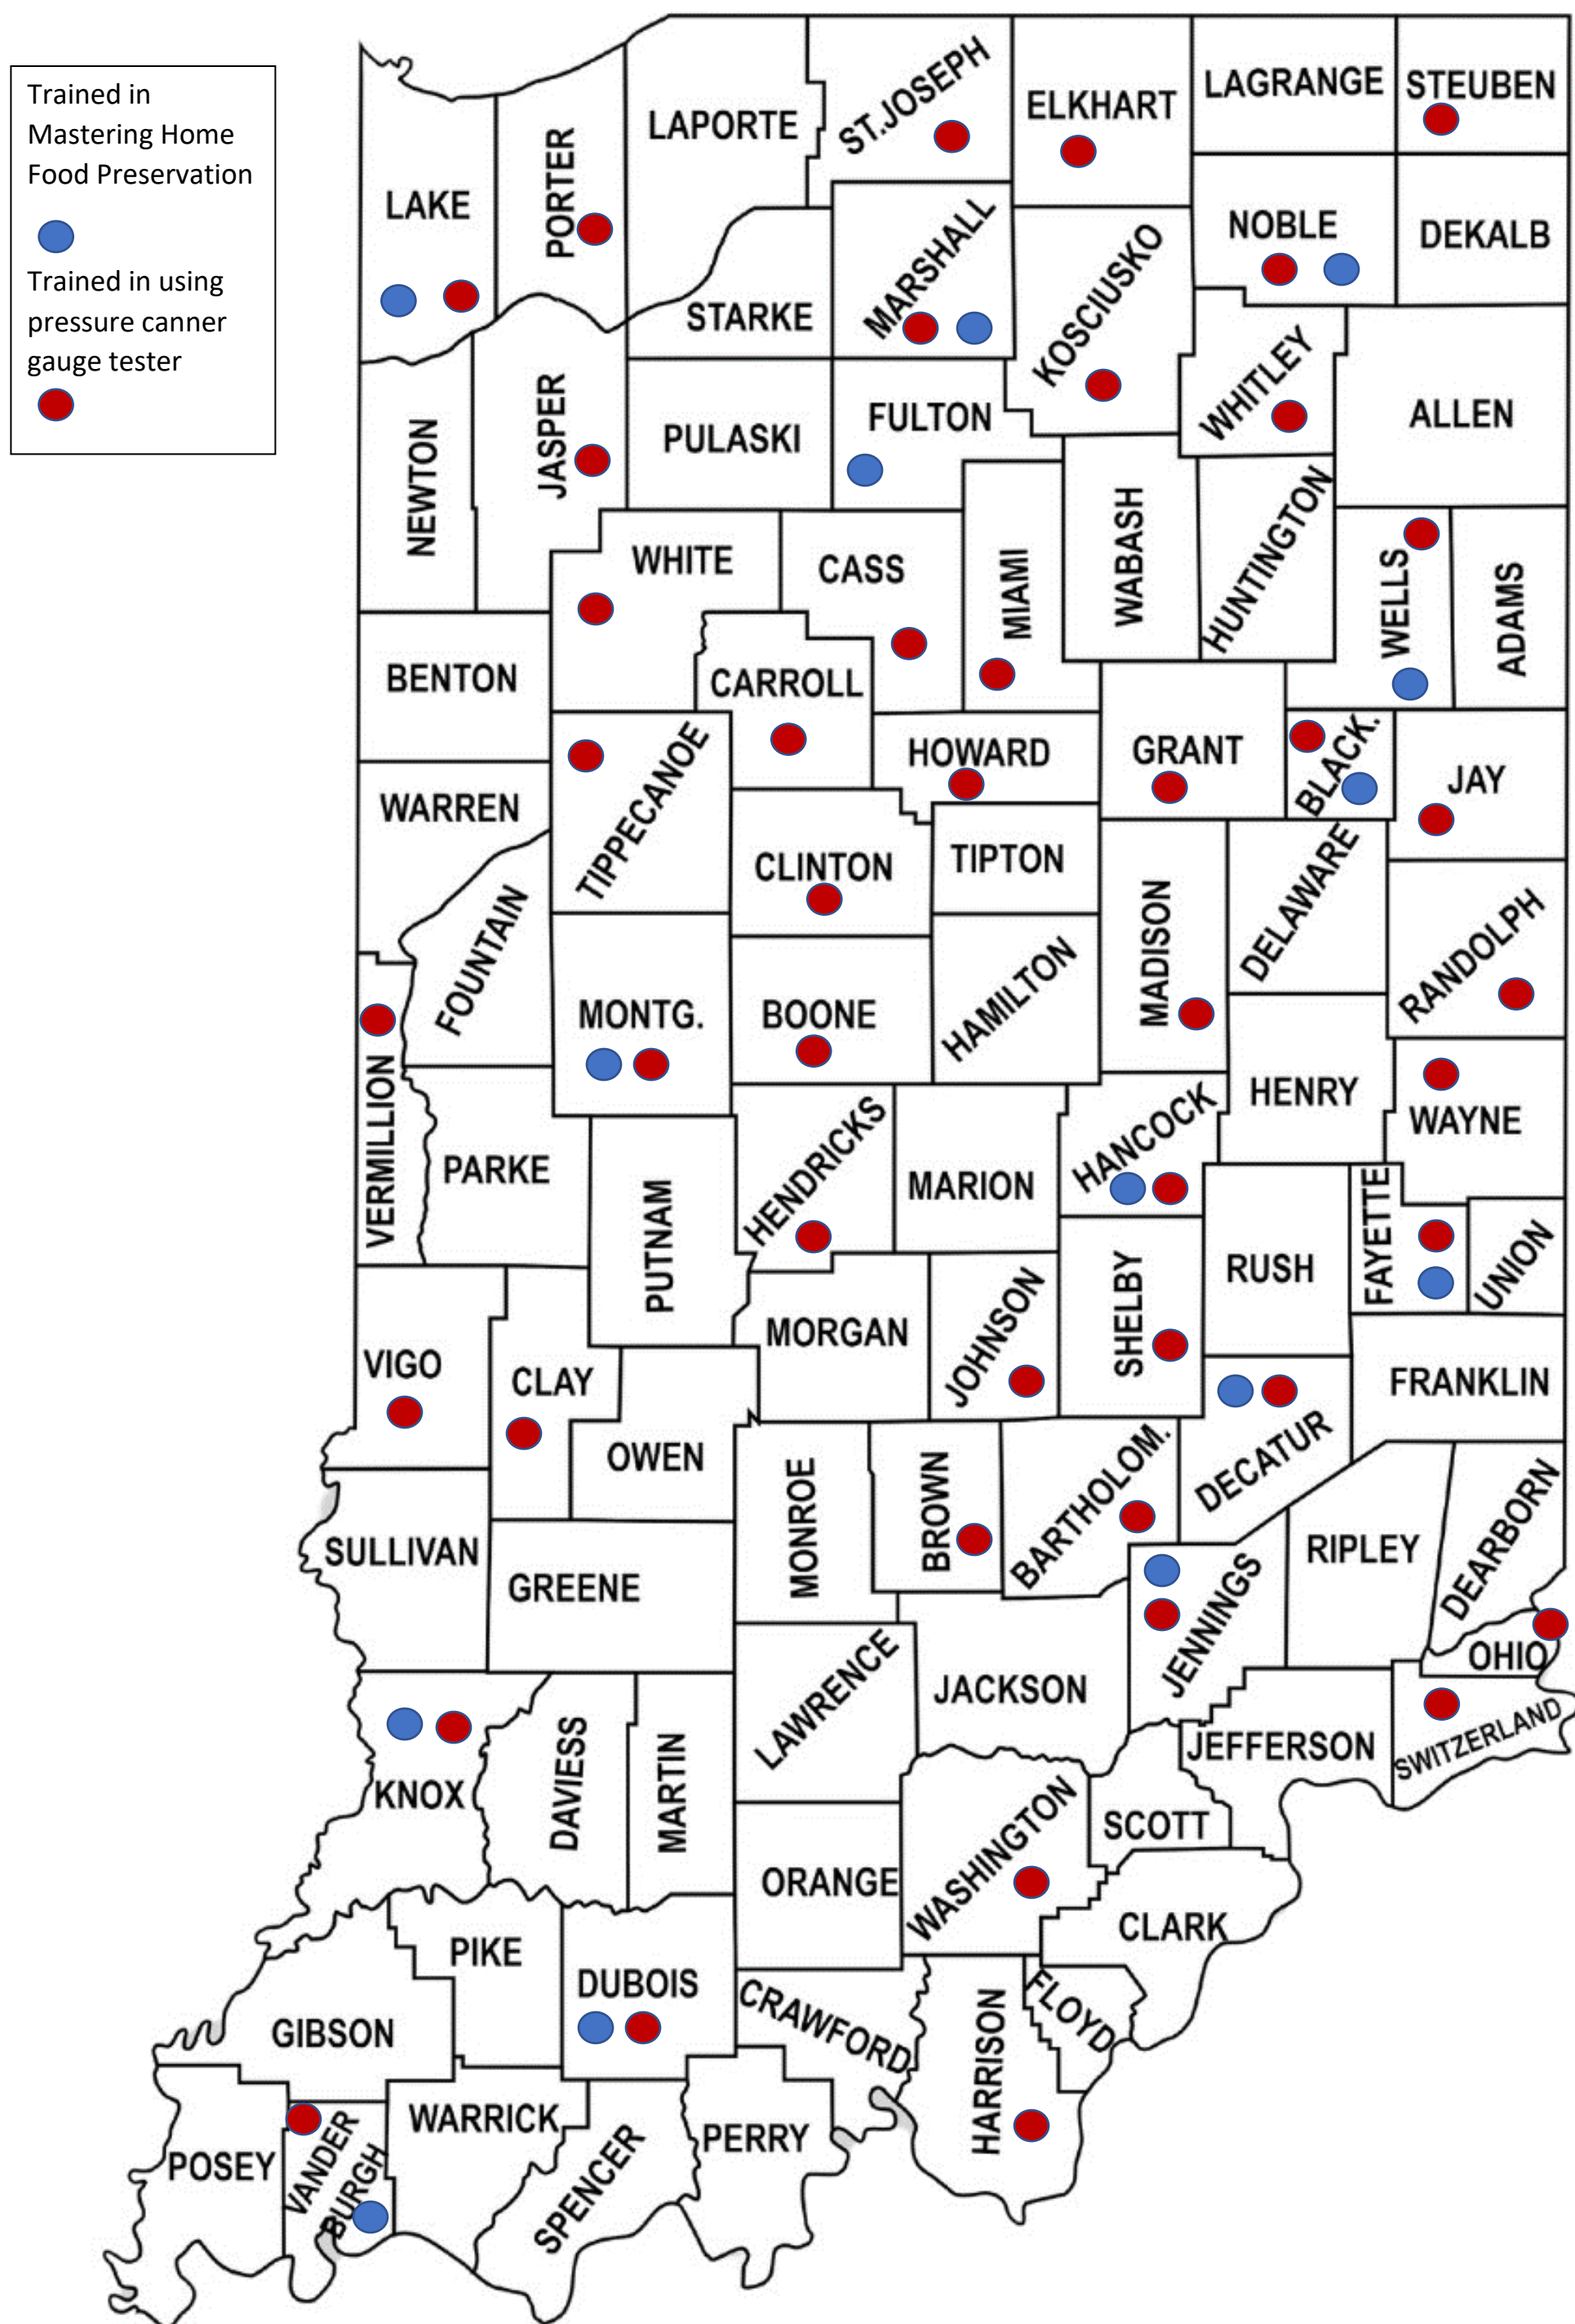 Trained in
Mastering Home
Food Preservation
Trained in using
pressure canner
gauge tester
LAKE
PORTER
LAPORTE
ST.JOSEPH
ELKHART
LAGRANGE
STEUBEN
STARKE
MARSHALL
KOSCIUSKO
NOBLE
DEKALB
NEWTON
JASPER
PULASKI
FULTON
WHITLEY
ALLEN
WHITE
CASS
MIAMI
WABASH
HUNTINGTON
WELLS
ADAMS
BENTON
CARROLL
HOWARD
GRANT
BLACK.
JAY
WARREN
TIPPECANOE
CLINTON
TIPTON
MADISON
DELAWARE
RANDOLPH
FOUNTAIN
MONTG.
BOONE
HAMILTON
HENRY
WAYNE
VERMILLION
PARKE
PUTNAM
HENDRICKS
MARION
HANCOCK
RUSH
FAYETTE
UNION
VIGO
CLAY
OWEN
MORGAN
JOHNSON
SHELBY
DECATUR
FRANKLIN
SULLIVAN
GREENE
MONROE
BROWN
BARTHOLOM.
JENNINGS
RIPLEY
DEARBORN
OHIO
KNOX
DAVIESS
MARTIN
LAWRENCE
JACKSON
JEFFERSON
SWITZERLAND
ORANGE
WASHINGTON
SCOTT
CLARK
GIBSON
PIKE
DUBOIS
CRAWFORD
HARRISON
FLOYD
POSEY
VANDER
BURGH
WARRICK
SPENCER
PERRY